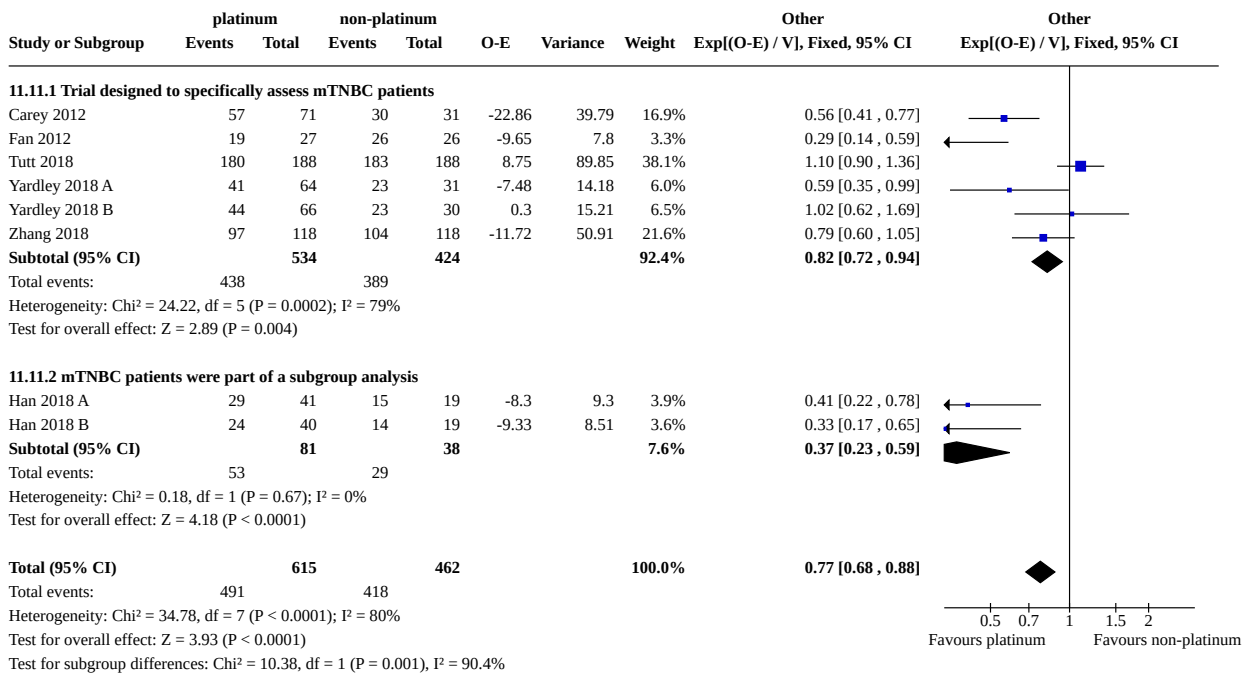 platinum non-platinum Other Other
Study or Subgroup Events Total Events Total O-E Variance Weight Exp[(O-E) / V], Fixed, 95% CI Exp[(O-E) / V], Fixed, 95% CI
11.11.1 Trial designed to specifically assess mTNBC patients
Carey 2012 57 71 30 31 -22.86 39.79 16.9% 0.56 [0.41 , 0.77]
Fan 2012 19 27 26 26 -9.65 7.8 3.3% 0.29 [0.14 , 0.59]
Tutt 2018 180 188 183 188 8.75 89.85 38.1% 1.10 [0.90 , 1.36]
Yardley 2018 A 41 64 23 31 -7.48 14.18 6.0% 0.59 [0.35 , 0.99]
Yardley 2018 B 44 66 23 30 0.3 15.21 6.5% 1.02 [0.62 , 1.69]
Zhang 2018 97 118 104 118 -11.72 50.91 21.6% 0.79 [0.60 , 1.05]
Subtotal (95% CI) 534 424 92.4% 0.82 [0.72 , 0.94]
Total events: 438 389
Heterogeneity: Chi² = 24.22, df = 5 (P = 0.0002); I² = 79%
Test for overall effect: Z = 2.89 (P = 0.004)
11.11.2 mTNBC patients were part of a subgroup analysis
Han 2018 A 29 41 15 19 -8.3 9.3 3.9% 0.41 [0.22 , 0.78]
Han 2018 B 24 40 14 19 -9.33 8.51 3.6% 0.33 [0.17 , 0.65]
Subtotal (95% CI) 81 38 7.6% 0.37 [0.23 , 0.59]
Total events: 53 29
Heterogeneity: Chi² = 0.18, df = 1 (P = 0.67); I² = 0%
Test for overall effect: Z = 4.18 (P < 0.0001)
Total (95% CI) 615 462 100.0% 0.77 [0.68 , 0.88]
Total events: 491 418
Heterogeneity: Chi² = 34.78, df = 7 (P < 0.0001); I² = 80%
0.5 0.7 1 1.5 2
Test for overall effect: Z = 3.93 (P < 0.0001) Favours platinum Favours non-platinum
Test for subgroup differences: Chi² = 10.38, df = 1 (P = 0.001), I² = 90.4%